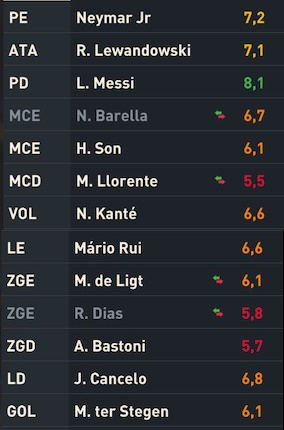 PE Neymar Jr 7,2
ATA R. Lewandowski 7,1
PD L. Messi 8,1
MCE N. Barella 6,7
MCE H. Son 6,1
MCD M. Llorente 5,5
VOL N. Kanté 6,6
LE Mário Rui 6,6
ZGE M. de Ligt 6,1
ZGE R. Dias 5,8
ZGD A. Bastoni 5,7
LD J. Cancelo 6,8
GOL M. ter Stegen 6,1